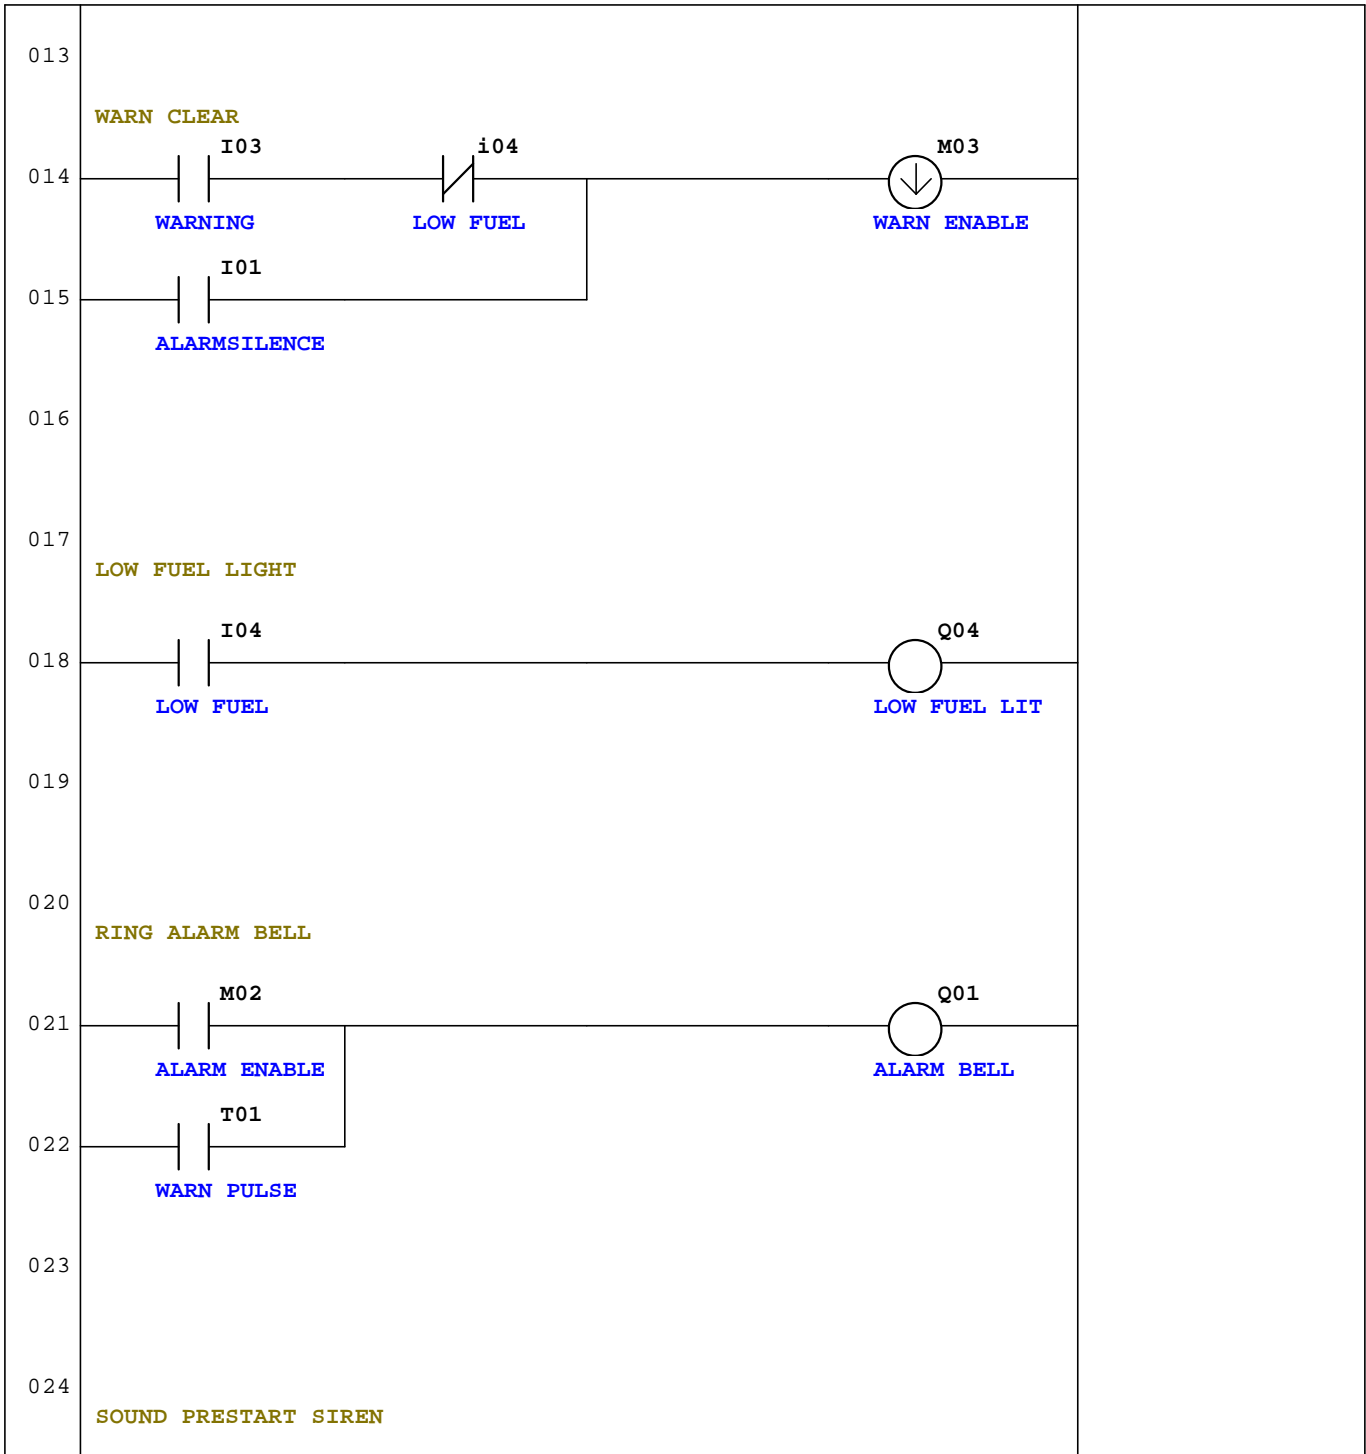 013
WARN CLEAR
I03 i04 M03
014
WARNING LOW FUEL WARN ENABLE
I01
015
ALARMSILENCE
016
017
LOW FUEL LIGHT
I04 Q04
018
LOW FUEL LOW FUEL LIT
019
020
RING ALARM BELL
M02 Q01
021
ALARM ENABLE ALARM BELL
T01
022
WARN PULSE
023
024
SOUND PRESTART SIREN